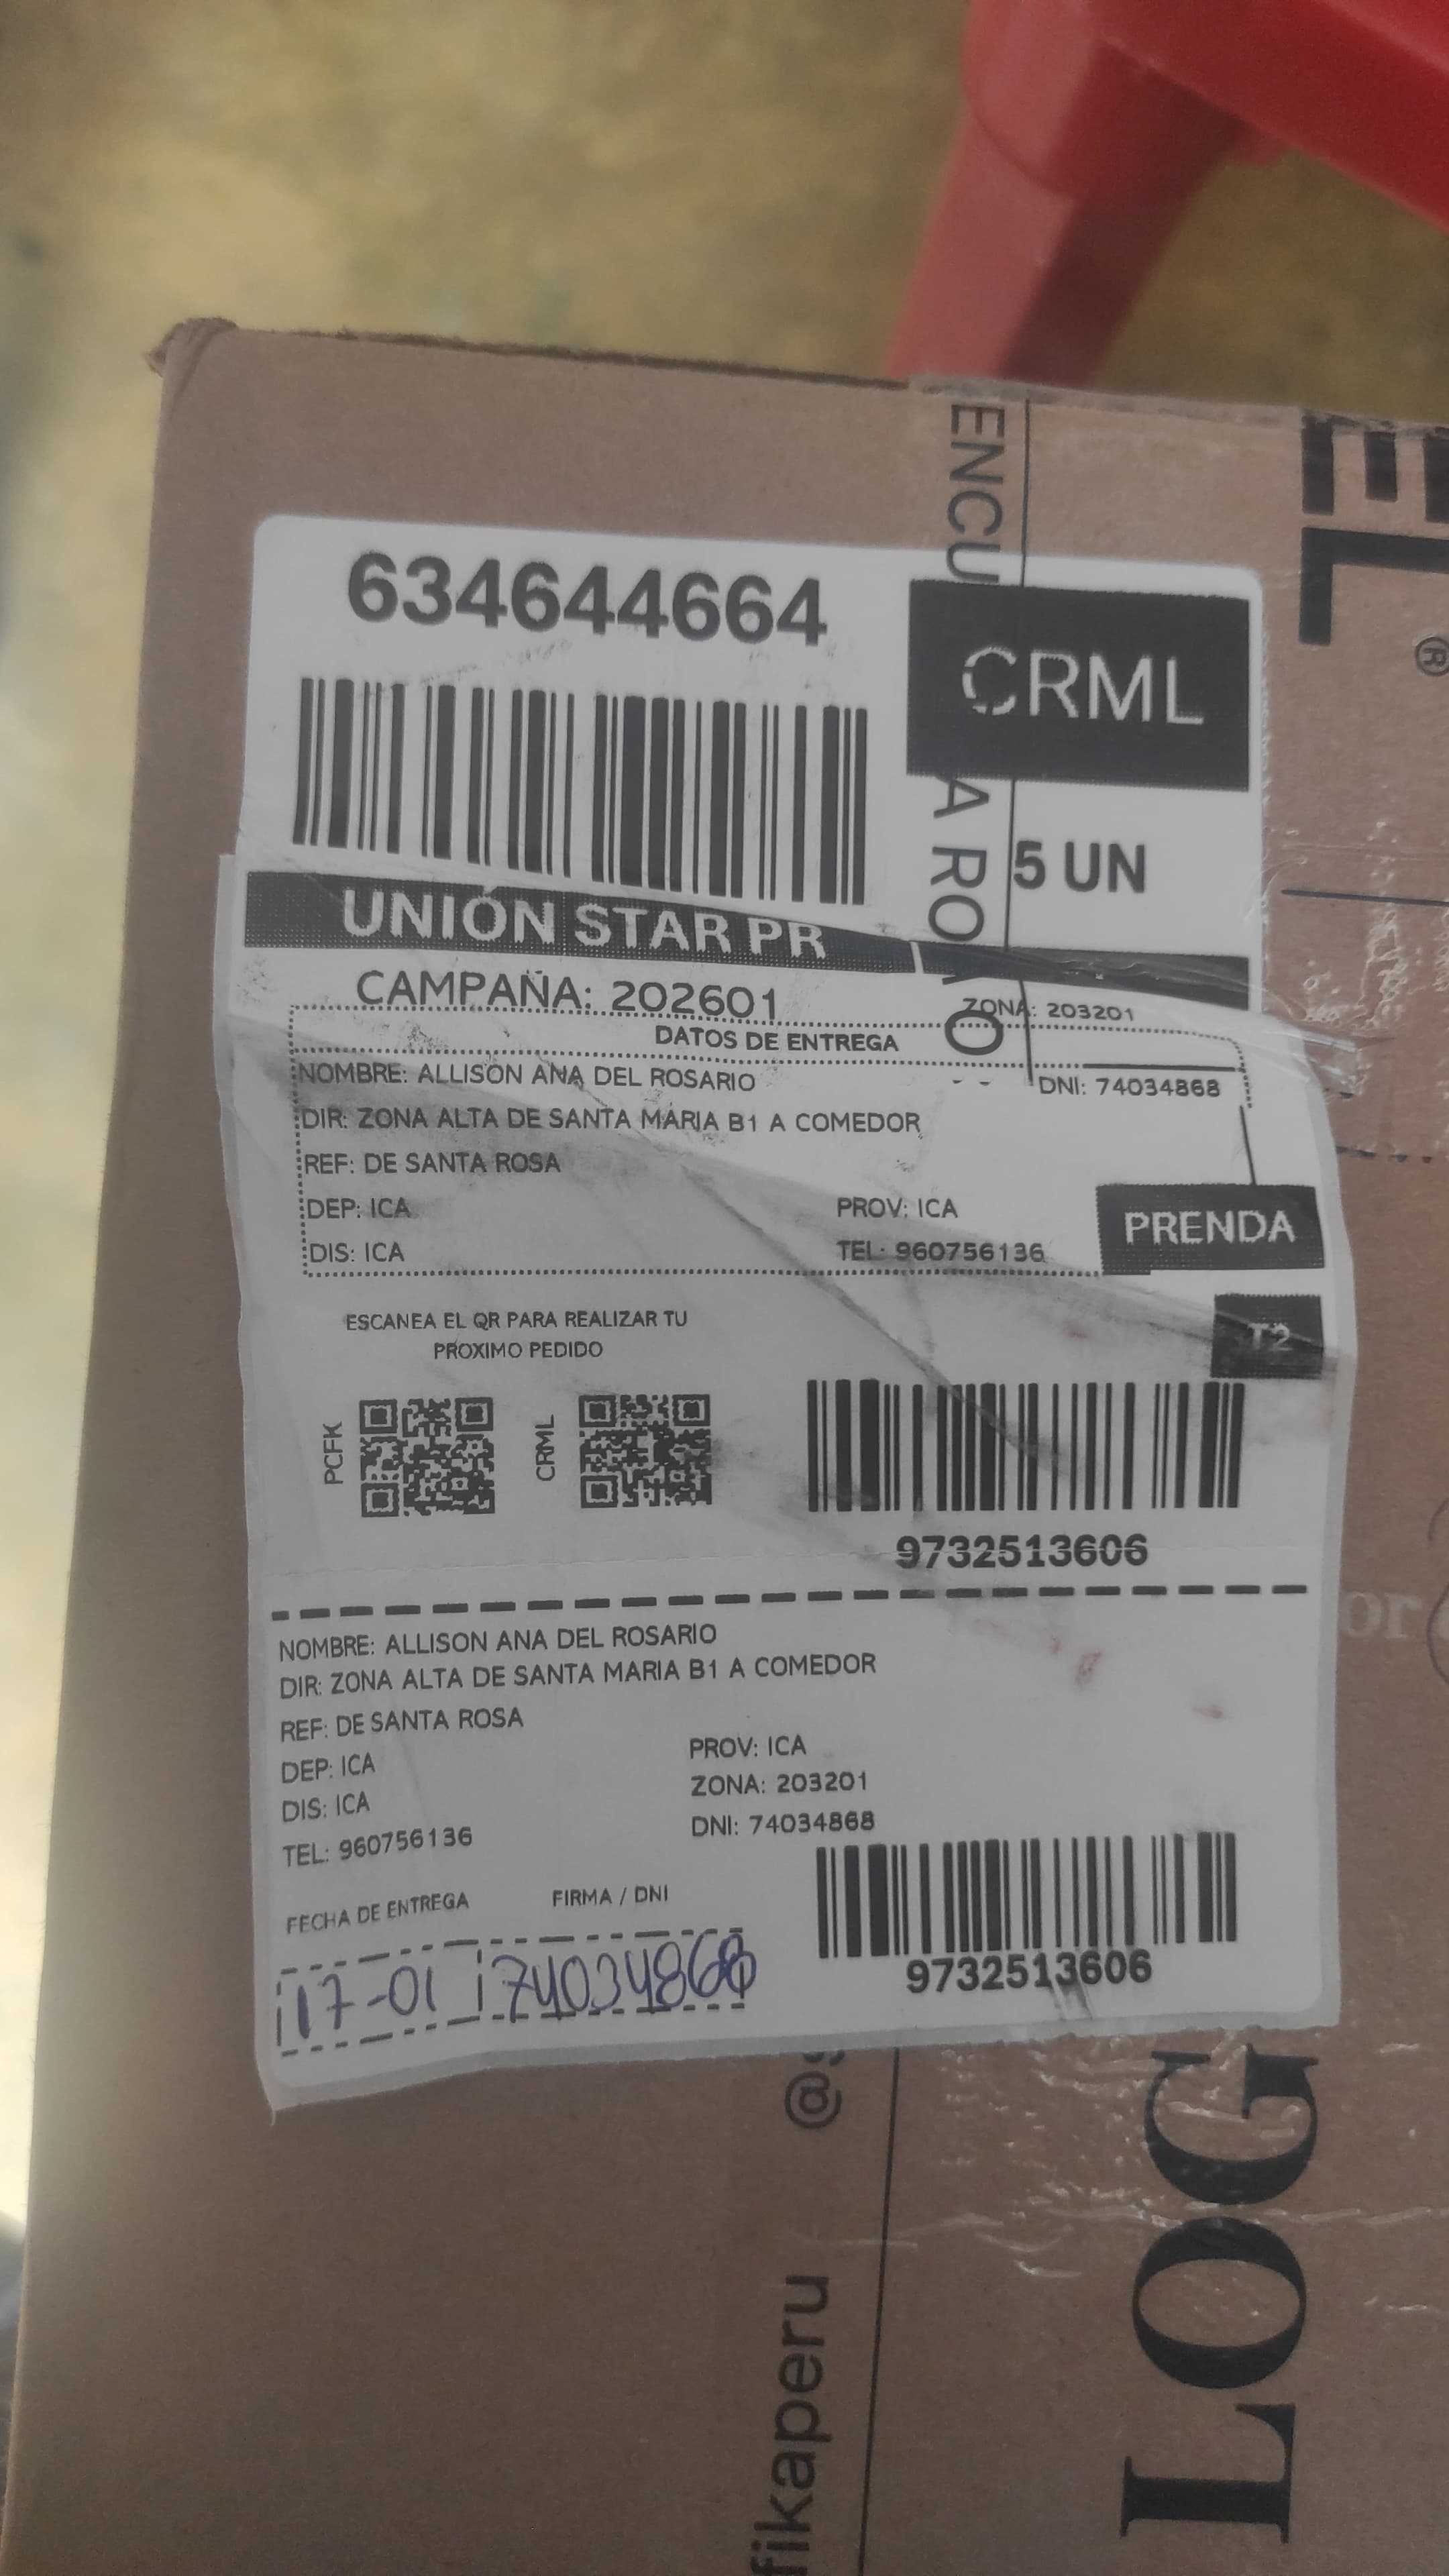 634644664
CRML
5 UN
UNIÓN STAR PR
CAMPAÑA: 202601
ZONA: 203201
DATOS DE ENTREGA
NOMBRE: ALLISON ANA DEL ROSARIO
DNI: 74034868
DIR: ZONA ALTA DE SANTA MARIA B1 A COMEDOR
REF: DE SANTA ROSA
DEP: ICA
PROV: ICA
PRENDA
DIS: ICA
TEL: 960756136
T2
ESCANEA EL QR PARA REALIZAR TU
PROXIMO PEDIDO
PCFK
CRML
9732513606
NOMBRE: ALLISON ANA DEL ROSARIO
DIR: ZONA ALTA DE SANTA MARIA B1 A COMEDOR
REF: DE SANTA ROSA
DEP: ICA
PROV: ICA
DIS: ICA
ZONA: 203201
TEL: 960756136
DNI: 74034868
FECHA DE ENTREGA
FIRMA / DNI
17-01
74034868
9732513606
ENCU
A RO
O
fikaperu
@
LOG
®